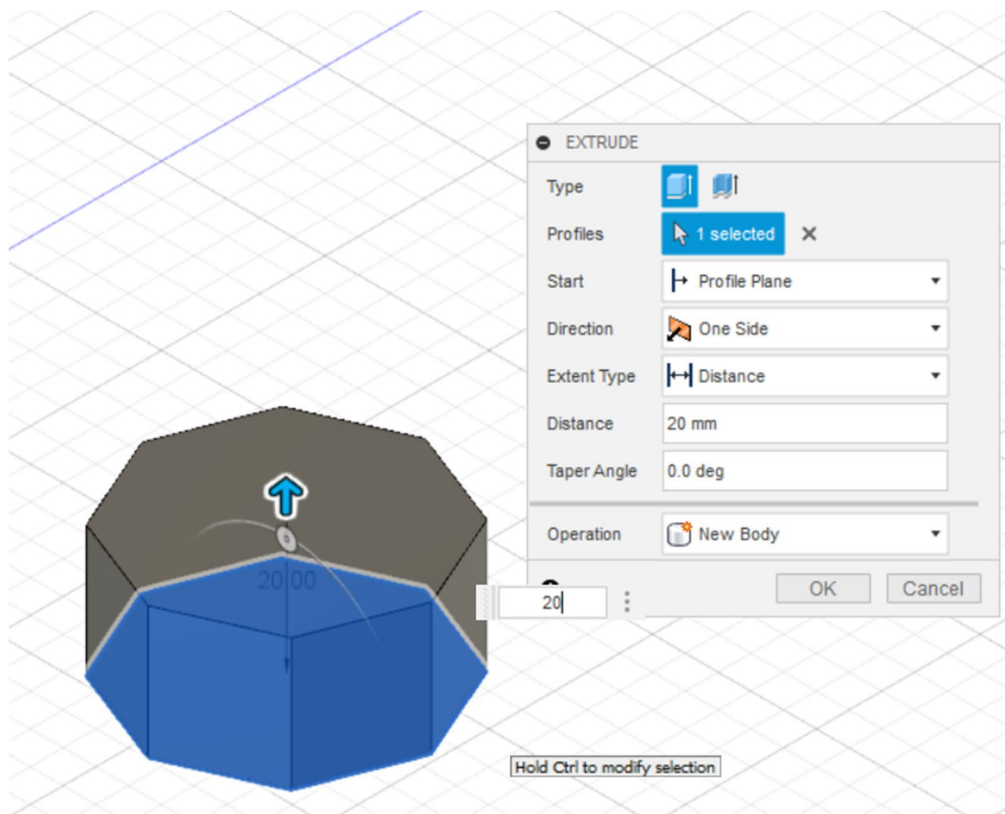 EXTRUDE
Type
Profiles 1 selected
Start Profile Plane
Direction One Side
Extent Type Distance
Distance 20 mm
Taper Angle 0.0 deg
Operation New Body
OK Cancel
20.00
20
Hold Ctrl to modify selection